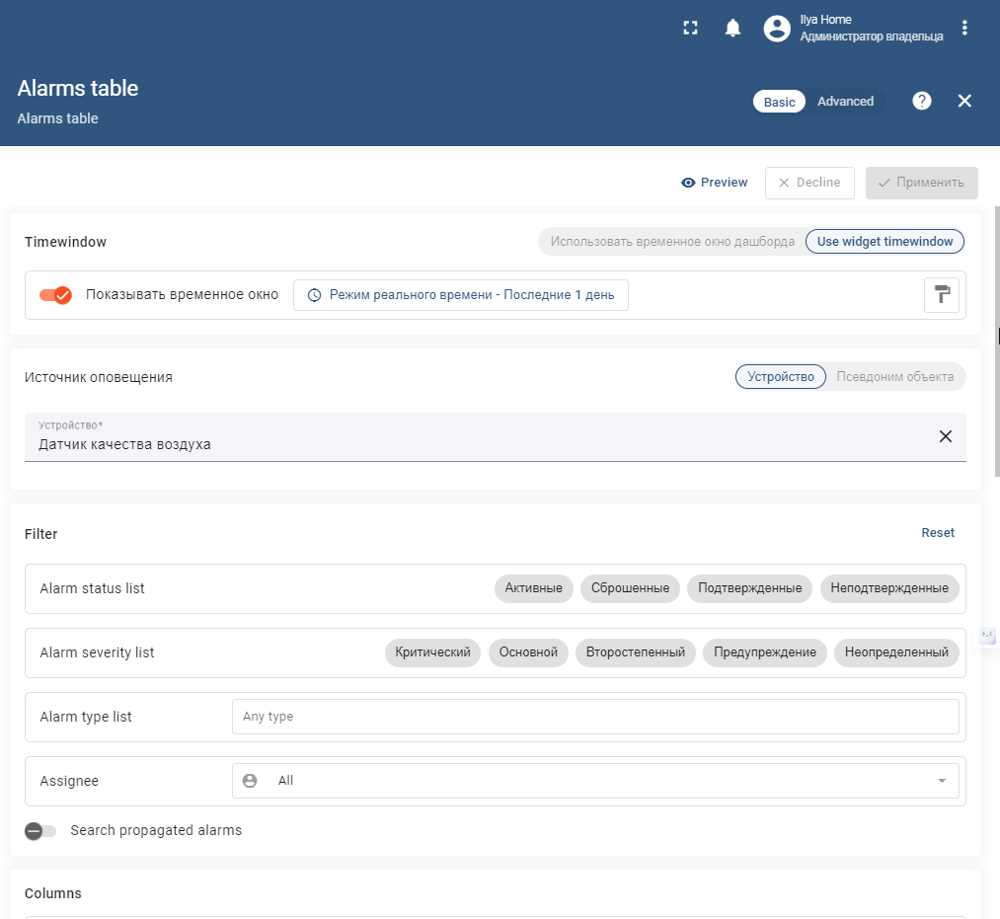 Ilya Home
Администратор владельца
Alarms table
Alarms table
Basic Advanced ?
Preview Decline Применить
Timewindow Использовать временное окно дашборда Use widget timewindow
Показывать временное окно Режим реального времени - Последние 1 день
Источник оповещения Устройство Псевдоним объекта
Устройство*
Датчик качества воздуха
Filter Reset
Alarm status list Активные Сброшенные Подтвержденные Неподтвержденные
Alarm severity list Критический Основной Второстепенный Предупреждение Неопределенный
Alarm type list Any type
Assignee All
Search propagated alarms
Columns